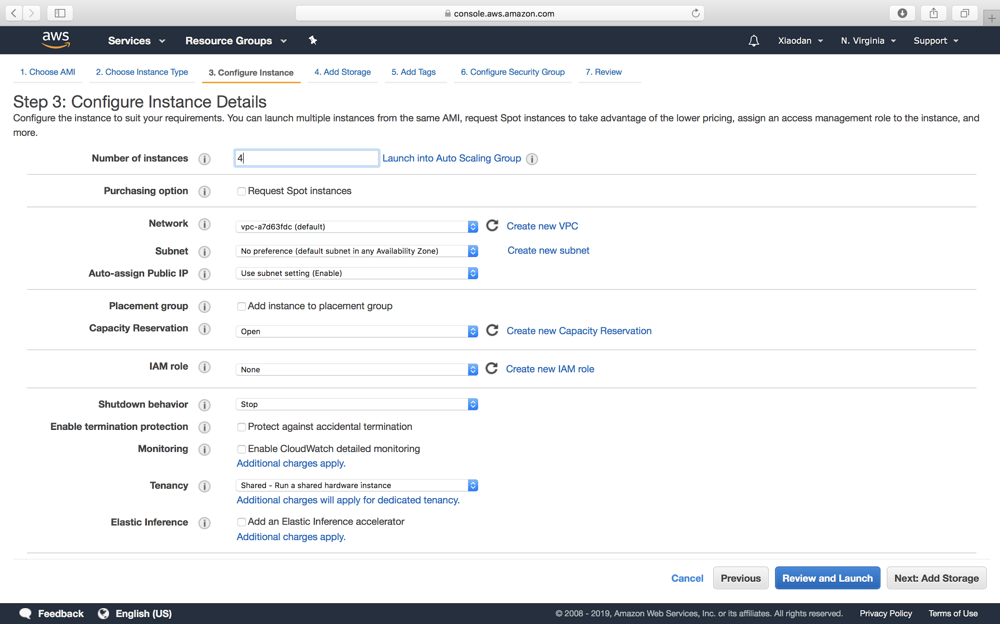 console.aws.amazon.com
aws Services Resource Groups Xiaodan N. Virginia Support
1. Choose AMI 2. Choose Instance Type 3. Configure Instance 4. Add Storage 5. Add Tags 6. Configure Security Group 7. Review
Step 3: Configure Instance Details
Configure the instance to suit your requirements. You can launch multiple instances from the same AMI, request Spot instances to take advantage of the lower pricing, assign an access management role to the instance, and
more.
Number of instances i 4 Launch into Auto Scaling Group i
Purchasing option i Request Spot instances
Network i vpc-a7d63fdc (default) Create new VPC
Subnet i No preference (default subnet in any Availability Zone) Create new subnet
Auto-assign Public IP i Use subnet setting (Enable)
Placement group i Add instance to placement group
Capacity Reservation i Open Create new Capacity Reservation
IAM role i None Create new IAM role
Shutdown behavior i Stop
Enable termination protection i Protect against accidental termination
Monitoring i Enable CloudWatch detailed monitoring
Additional charges apply.
Tenancy i Shared - Run a shared hardware instance
Additional charges will apply for dedicated tenancy.
Elastic Inference i Add an Elastic Inference accelerator
Additional charges apply.
Cancel Previous Review and Launch Next: Add Storage
Feedback English (US) © 2008 - 2019, Amazon Web Services, Inc. or its affiliates. All rights reserved. Privacy Policy Terms of Use